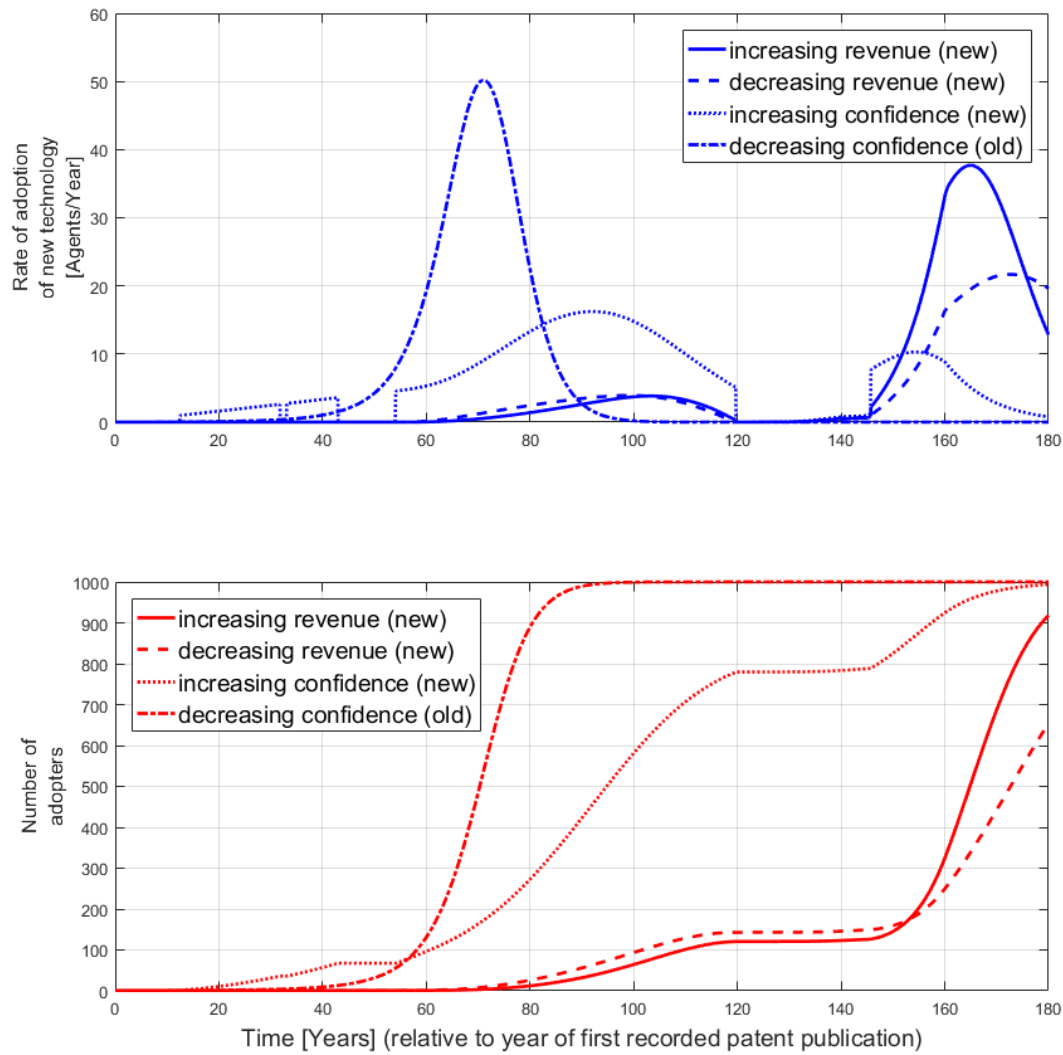 60
50
40
30
20
10
0
Rate of adoption
of new technology
[Agents/Year]
increasing revenue (new)
decreasing revenue (new)
increasing confidence (new)
decreasing confidence (old)
0 20 40 60 80 100 120 140 160 180
1000
900
800
700
600
500
400
300
200
100
0
Number of
adopters
increasing revenue (new)
decreasing revenue (new)
increasing confidence (new)
decreasing confidence (old)
0 20 40 60 80 100 120 140 160 180
Time [Years] (relative to year of first recorded patent publication)